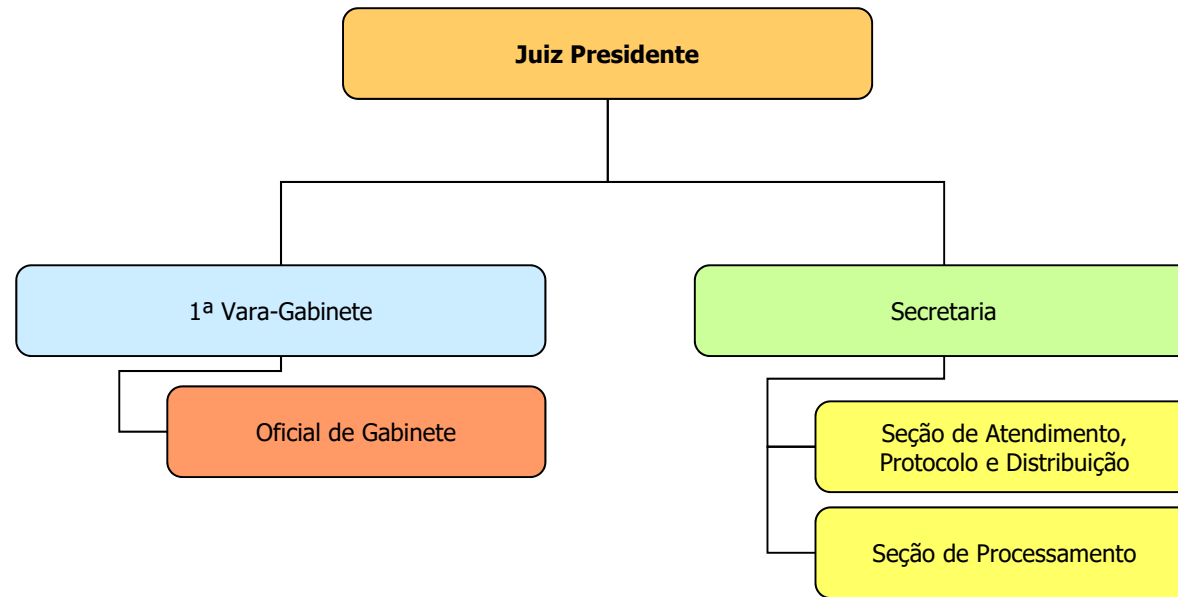 Juiz Presidente
1ª Vara-Gabinete
Secretaria
Oficial de Gabinete
Seção de Atendimento,
Protocolo e Distribuição
Seção de Processamento